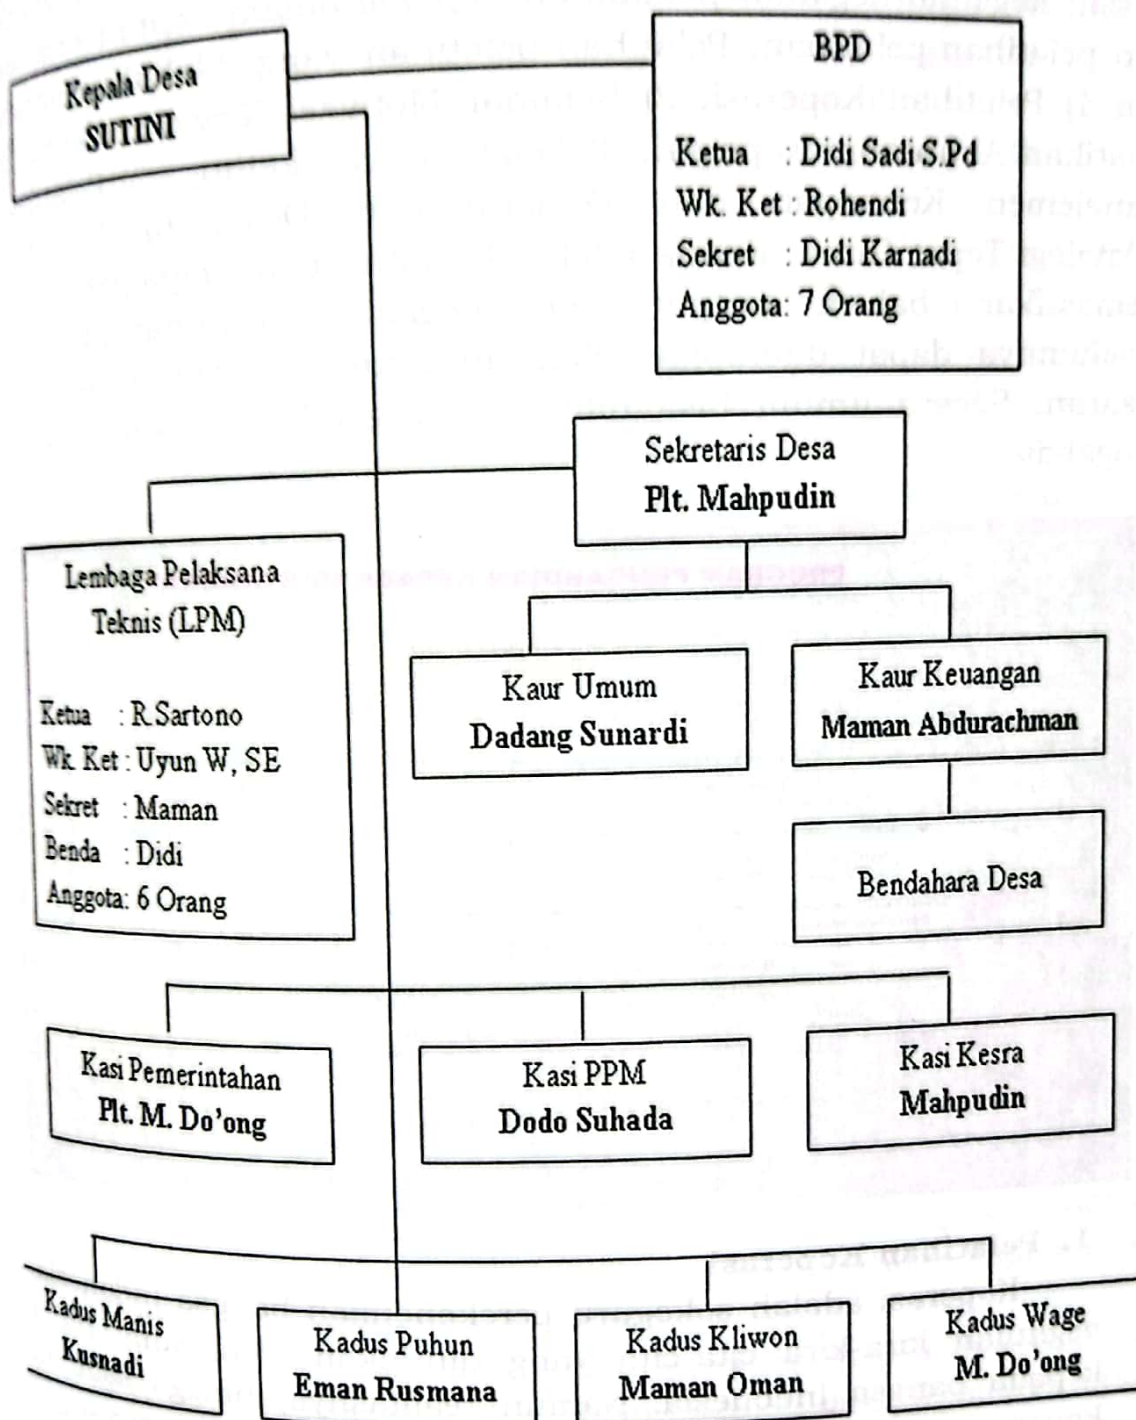 Kepala Desa
SUTINI
BPD
Ketua : Didi Sadi S.Pd
Wk. Ket : Rohendi
Sekret : Didi Karnadi
Anggota: 7 Orang
Sekretaris Desa
Plt. Mahpudin
Lembaga Pelaksana
Teknis (LPM)
Ketua : R. Sartono
Wk. Ket : Uyun W, SE
Sekret : Maman
Benda : Didi
Anggota: 6 Orang
Kaur Umum
Dadang Sunardi
Kaur Keuangan
Maman Abdurachman
Bendahara Desa
Kasi Pemerintahan
Plt. M. Do'ong
Kasi PPM
Dodo Suhada
Kasi Kesra
Mahpudin
Kadus Manis
Kusnadi
Kadus Puhun
Eman Rusmana
Kadus Kliwon
Maman Oman
Kadus Wage
M. Do'ong